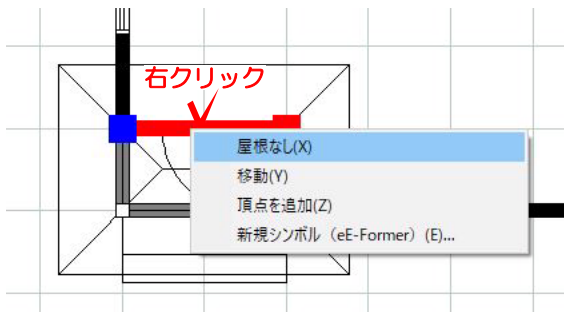 右クリック
屋根なし(X)
移動(Y)
頂点を追加(Z)
新規シンボル（eE-Former）(E)...